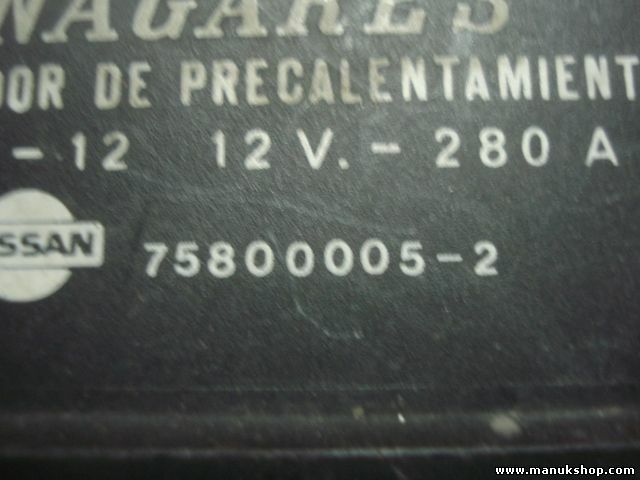 NAGARES
DOR DE PRECALENTAMIENT
- 12 12 V. - 280 A
SSAN 75800005-2
www.manukshop.com